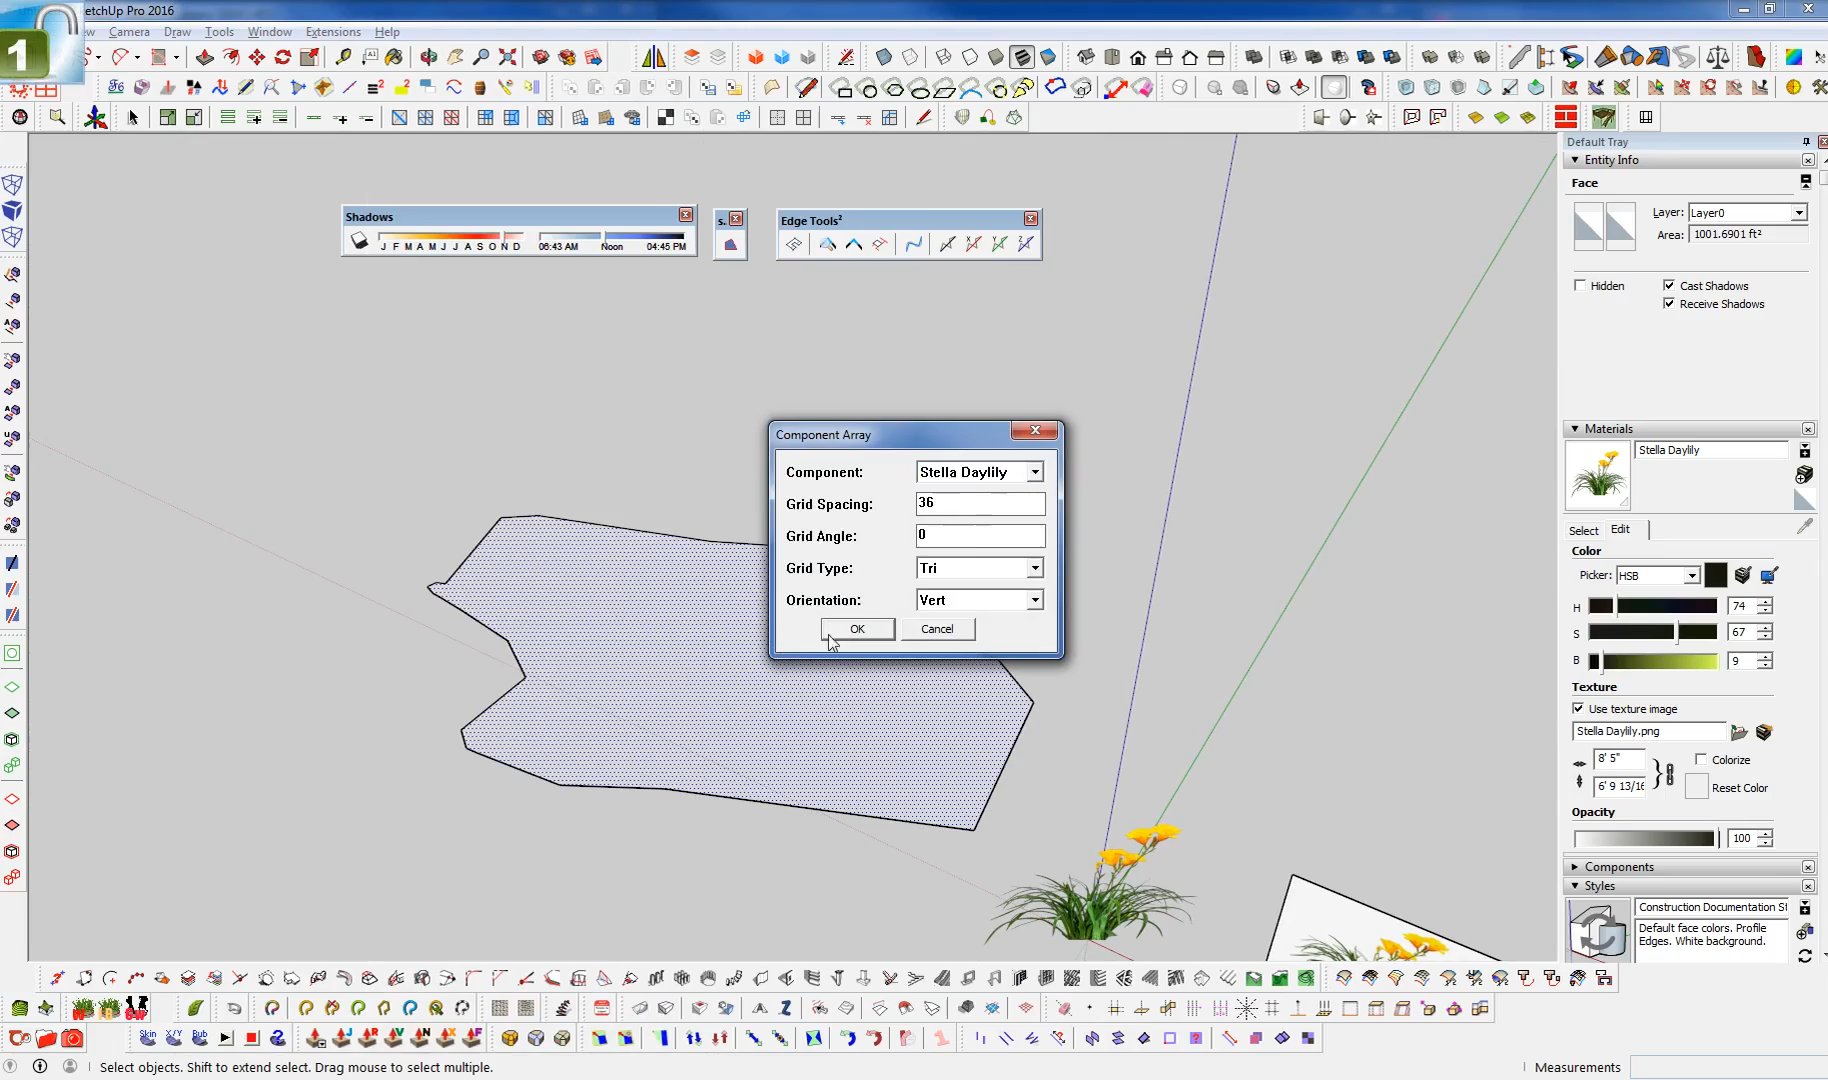 SketchUp Pro 2016
1
Camera Draw Tools Window Extensions Help
Default Tray
Entity Info
Face
Layer: Layer0
Area: 1001.6901 ft²
Hidden
Cast Shadows
Receive Shadows
Shadows
J F M A M J J A S O N D 06:43 AM Noon 04:45 PM
s.
Edge Tools²
Component Array
Component: Stella Daylily
Grid Spacing: 36
Grid Angle: 0
Grid Type: Tri
Orientation: Vert
OK Cancel
Materials
Stella Daylily
Select Edit
Color
Picker: HSB
H 74
S 67
B 9
Texture
Use texture image
Stella Daylily.png
8' 5"
Colorize
6' 9 13/16
Reset Color
Opacity
100
Components
Styles
Construction Documentation St
Default face colors. Profile
Edges. White background.
Skin X/Y Bub
J R V N X F
Select objects. Shift to extend select. Drag mouse to select multiple.
Measurements